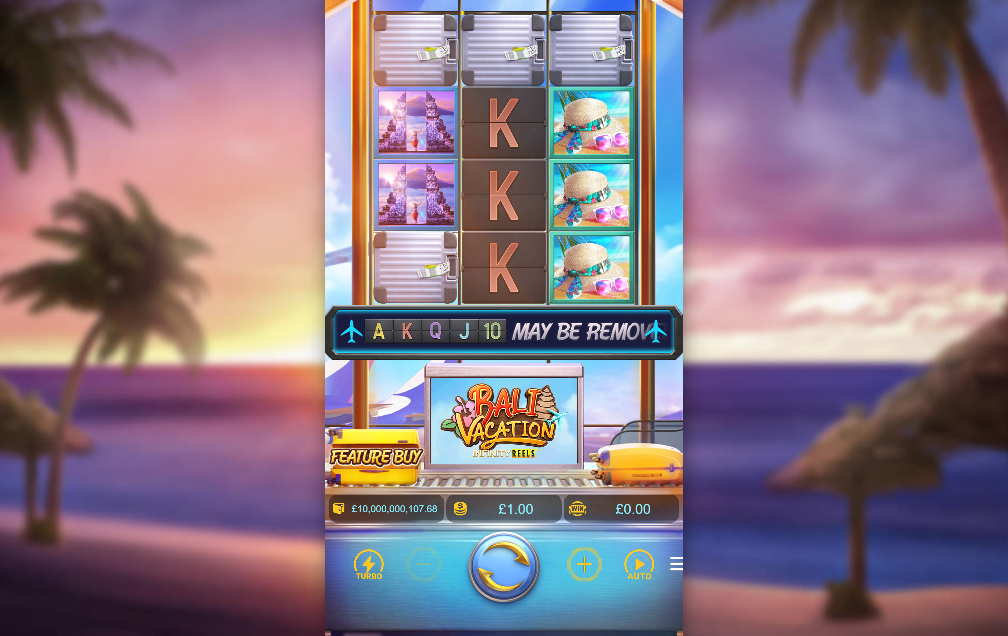 K
K
K
A K Q J 10 MAY BE REMOV
BALI
VACATION
INFINITY REELS
FEATURE BUY
£10,000,000,107.68
£1.00
WIN
£0.00
TURBO
AUTO